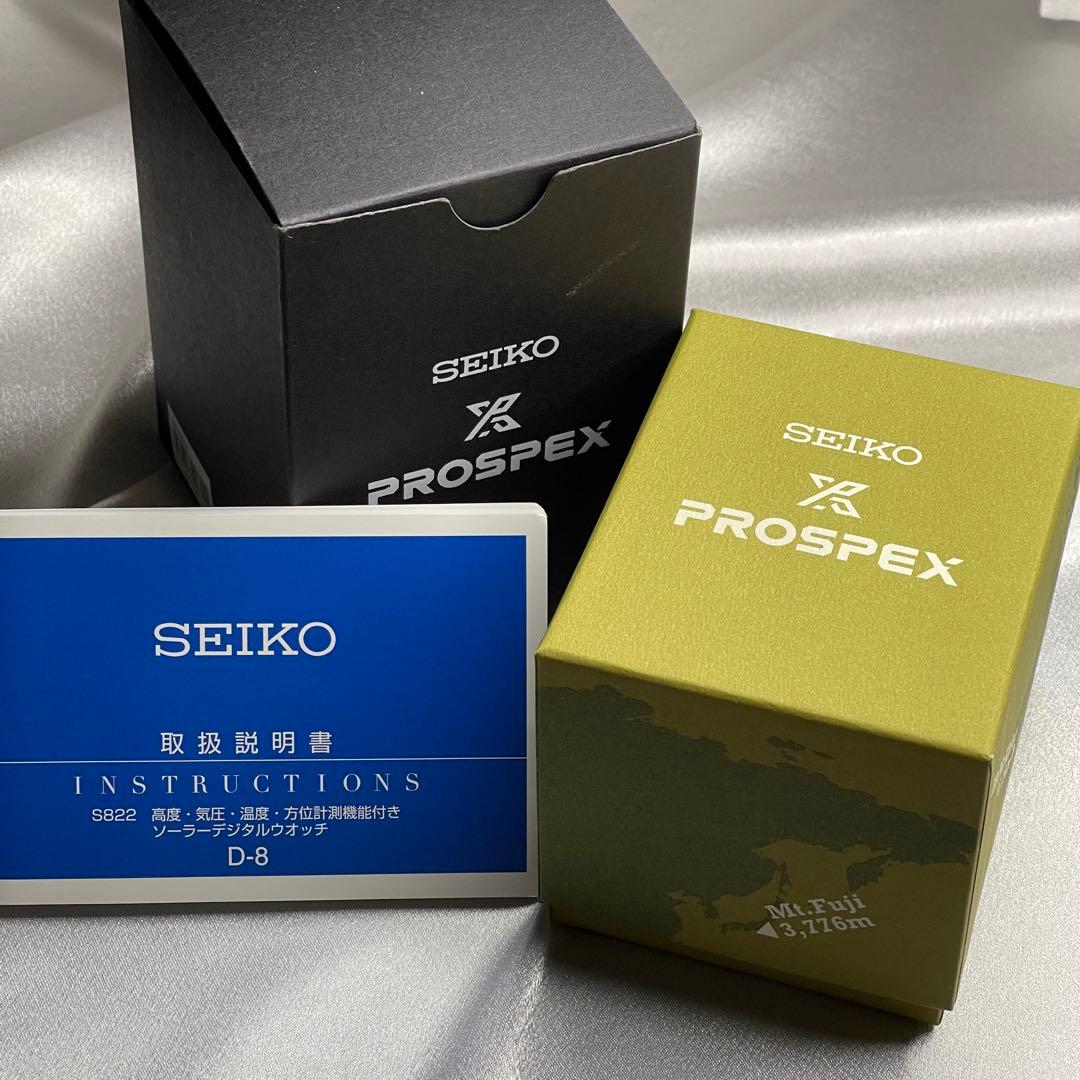 SEIKO
PROSPEX
SEIKO
PROSPEX
SEIKO
取扱説明書
INSTRUCTIONS
S822 高度・気圧・温度・方位計測機能付き
ソーラーデジタルウオッチ
D-8
Mt.Fuji
◀3,776m